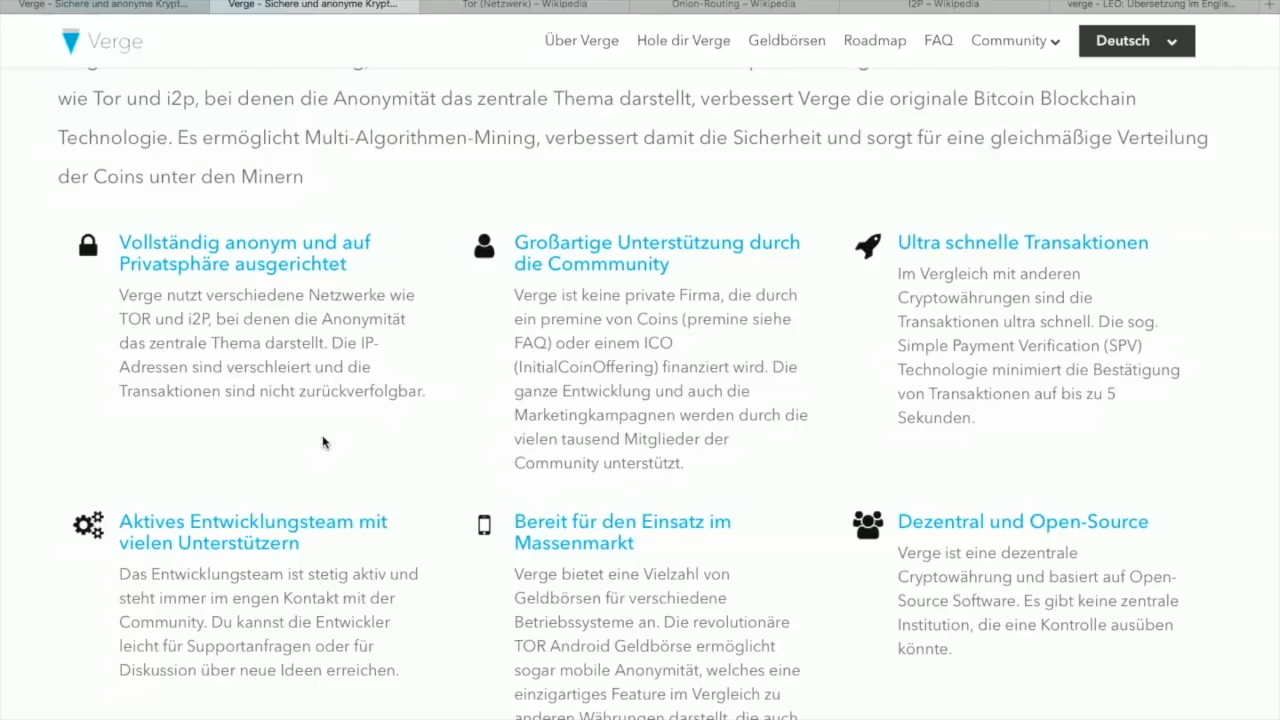 Verge - Sichere und anonyme Krypt...
Verge - Sichere und anonyme Krypt...
Tor (Netzwerk) – Wikipedia
Onion-Routing – Wikipedia
I2P – Wikipedia
verge - LEO: Übersetzung im Englis...
Verge
Über Verge
Hole dir Verge
Geldbörsen
Roadmap
FAQ
Community
Deutsch
wie Tor und i2p, bei denen die Anonymität das zentrale Thema darstellt, verbessert Verge die originale Bitcoin Blockchain
Technologie. Es ermöglicht Multi-Algorithmen-Mining, verbessert damit die Sicherheit und sorgt für eine gleichmäßige Verteilung
der Coins unter den Minern
Vollständig anonym und auf
Privatsphäre ausgerichtet
Verge nutzt verschiedene Netzwerke wie
TOR und i2P, bei denen die Anonymität
das zentrale Thema darstellt. Die IP-
Adressen sind verschleiert und die
Transaktionen sind nicht zurückverfolgbar.
Großartige Unterstützung durch
die Commmunity
Verge ist keine private Firma, die durch
ein premine von Coins (premine siehe
FAQ) oder einem ICO
(InitialCoinOffering) finanziert wird. Die
ganze Entwicklung und auch die
Marketingkampagnen werden durch die
vielen tausend Mitglieder der
Community unterstützt.
Ultra schnelle Transaktionen
Im Vergleich mit anderen
Cryptowährungen sind die
Transaktionen ultra schnell. Die sog.
Simple Payment Verification (SPV)
Technologie minimiert die Bestätigung
von Transaktionen auf bis zu 5
Sekunden.
Aktives Entwicklungsteam mit
vielen Unterstützern
Das Entwicklungsteam ist stetig aktiv und
steht immer im engen Kontakt mit der
Community. Du kannst die Entwickler
leicht für Supportanfragen oder für
Diskussion über neue Ideen erreichen.
Bereit für den Einsatz im
Massenmarkt
Verge bietet eine Vielzahl von
Geldbörsen für verschiedene
Betriebssysteme an. Die revolutionäre
TOR Android Geldbörse ermöglicht
sogar mobile Anonymität, welches eine
einzigartiges Feature im Vergleich zu
anderen Währungen darstellt, die auch
Dezentral und Open-Source
Verge ist eine dezentrale
Cryptowährung und basiert auf Open-
Source Software. Es gibt keine zentrale
Institution, die eine Kontrolle ausüben
könnte.